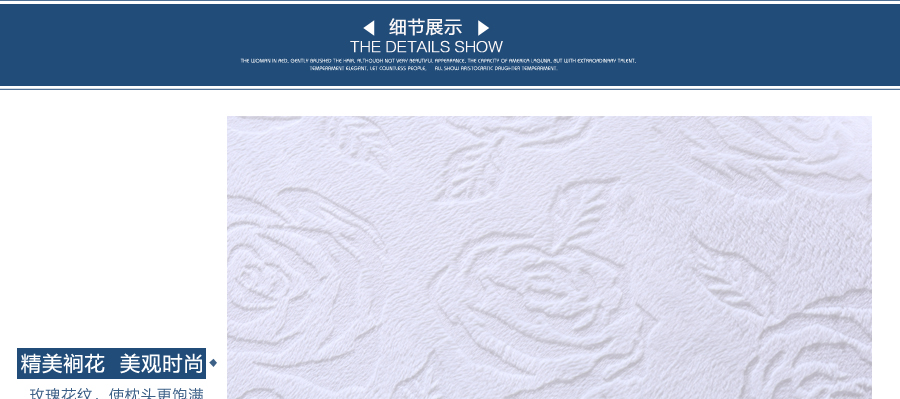 细节展示
THE DETAILS SHOW
THE WOMAN IN RED, GENTLY BRUSHED THE HAIR, ALTHOUGH NOT VERY BEAUTIFUL APPEARANCE, THE CAPACITY OF AMERICA LAGUNA, BUT WITH EXTRAORDINARY TALENT,
TEMPERAMENT ELEGANT, LET COUNTLESS PEOPLE, ALL SHOW ARISTOCRATIC DAUGHTER TEMPERAMENT.
精美裥花 美观时尚
玫瑰花纹，使枕头更饱满